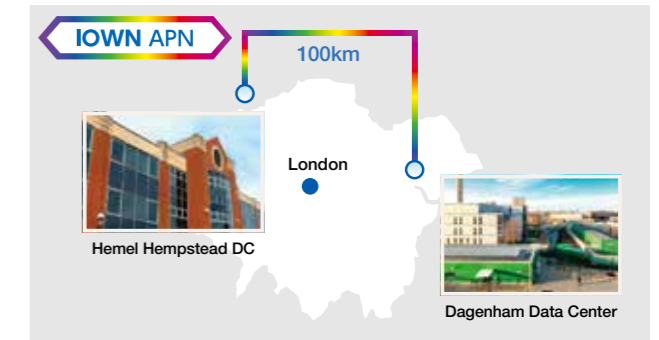 IOWN APN
100km
London
Hemel Hempstead DC
Dagenham Data Center